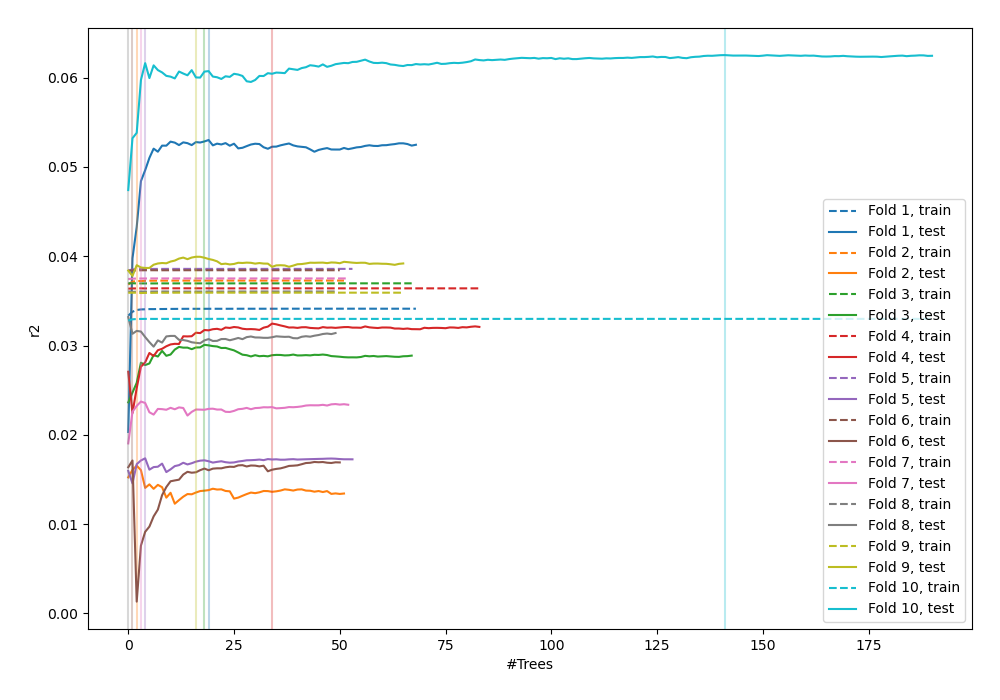 0.06
0.05
0.04
0.03
0.02
0.01
0.00
r2
0
25
50
75
100
125
150
175
#Trees
Fold 1, train
Fold 1, test
Fold 2, train
Fold 2, test
Fold 3, train
Fold 3, test
Fold 4, train
Fold 4, test
Fold 5, train
Fold 5, test
Fold 6, train
Fold 6, test
Fold 7, train
Fold 7, test
Fold 8, train
Fold 8, test
Fold 9, train
Fold 9, test
Fold 10, train
Fold 10, test